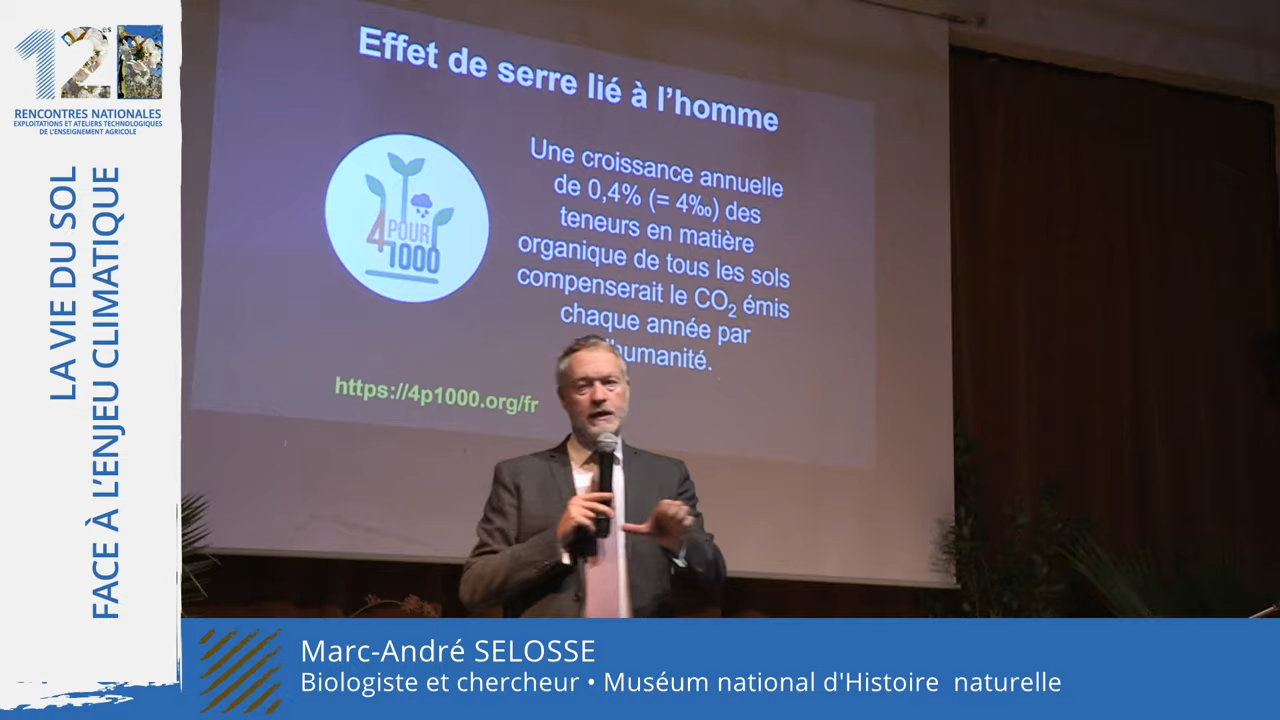 12es
RENCONTRES NATIONALES
EXPLOITATIONS ET ATELIERS TECHNOLOGIQUES
DE L'ENSEIGNEMENT AGRICOLE
LA VIE DU SOL
FACE À L'ENJEU CLIMATIQUE
Effet de serre lié à l'homme
4 POUR
1000
Une croissance annuelle
de 0,4% (= 4‰) des
teneurs en matière
organique de tous les sols
compenserait le CO₂ émis
chaque année par
l'humanité.
https://4p1000.org/fr
Marc-André SELOSSE
Biologiste et chercheur • Muséum national d'Histoire naturelle